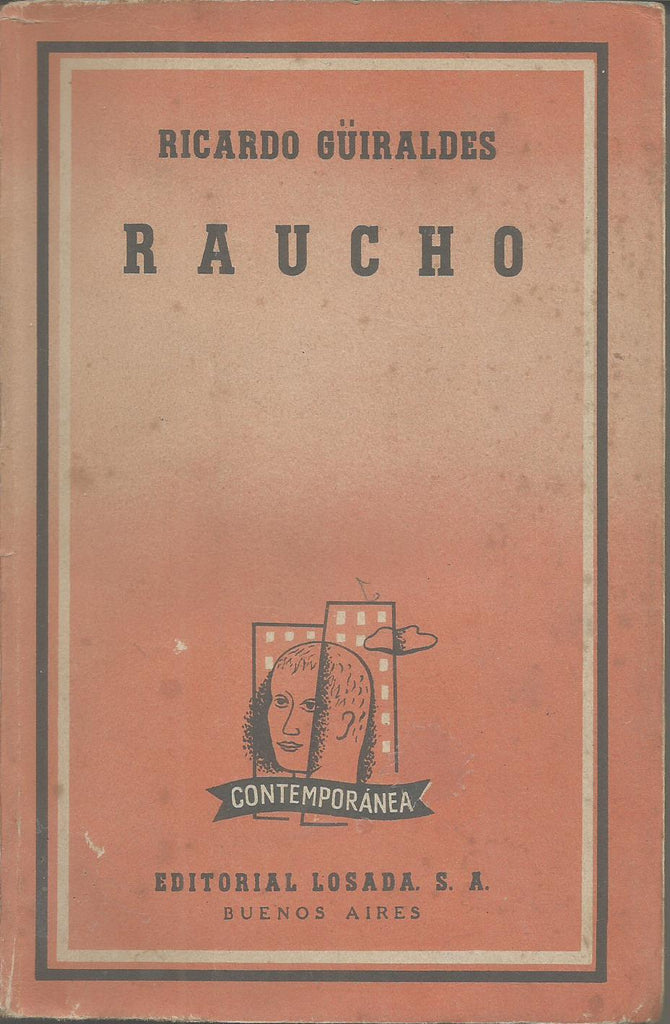 RICARDO GÜIRALDES
RAUCHO
CONTEMPORÁNEA
EDITORIAL LOSADA. S. A.
BUENOS AIRES